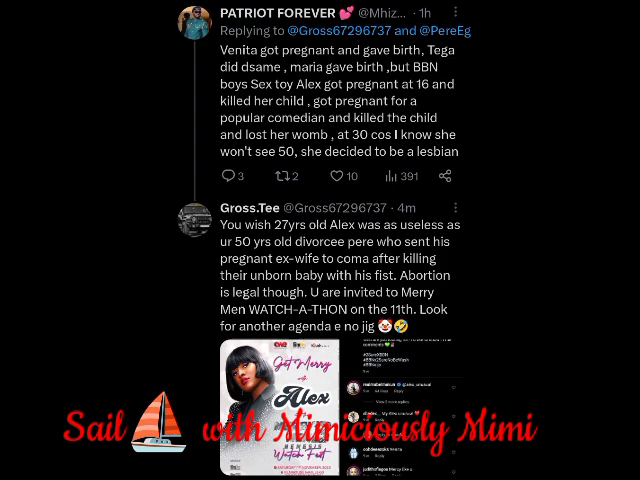 PATRIOT FOREVER 💕 @Mhiz... · 1h
Replying to @Gross67296737 and @PereEg
Venita got pregnant and gave birth, Tega
did dsame , maria gave birth ,but BBN
boys Sex toy Alex got pregnant at 16 and
killed her child , got pregnant for a
popular comedian and killed the child
and lost her womb , at 30 cos I know she
won't see 50, she decided to be a lesbian
3 2 10 391
Gross.Tee @Gross67296737 · 4m
You wish 27yrs old Alex was as useless as
ur 50 yrs old divorcee pere who sent his
pregnant ex-wife to coma after killing
their unborn baby with his fist. Abortion
is legal though. U are invited to Merry
Men WATCH-A-THON on the 11th. Look
for another agenda e no jig 🤡🤣
Get Merry
with
Alex
NEMESIS
Watch Fest
Sail ⛵ with Mimiciously Mimi